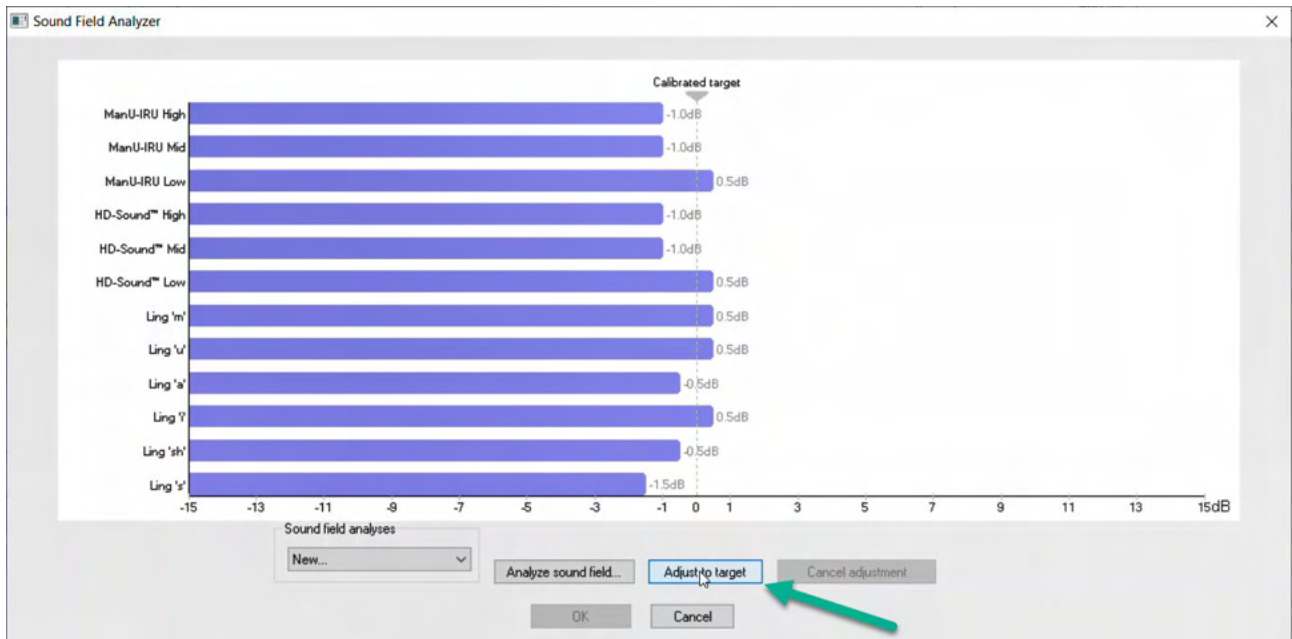 Sound Field Analyzer
Calibrated target
ManU-IRU High -1.0dB
ManU-IRU Mid -1.0dB
ManU-IRU Low 0.5dB
HD-Sound™ High -1.0dB
HD-Sound™ Mid -1.0dB
HD-Sound™ Low 0.5dB
Ling 'm' 0.5dB
Ling 'u' 0.5dB
Ling 'a' -0.5dB
Ling 'i' 0.5dB
Ling 'sh' -0.5dB
Ling 's' -1.5dB
-15 -13 -11 -9 -7 -5 -3 -1 0 1 3 5 7 9 11 13 15dB
Sound field analyses
New...
Analyze sound field... Adjust to target Cancel adjustment
OK Cancel